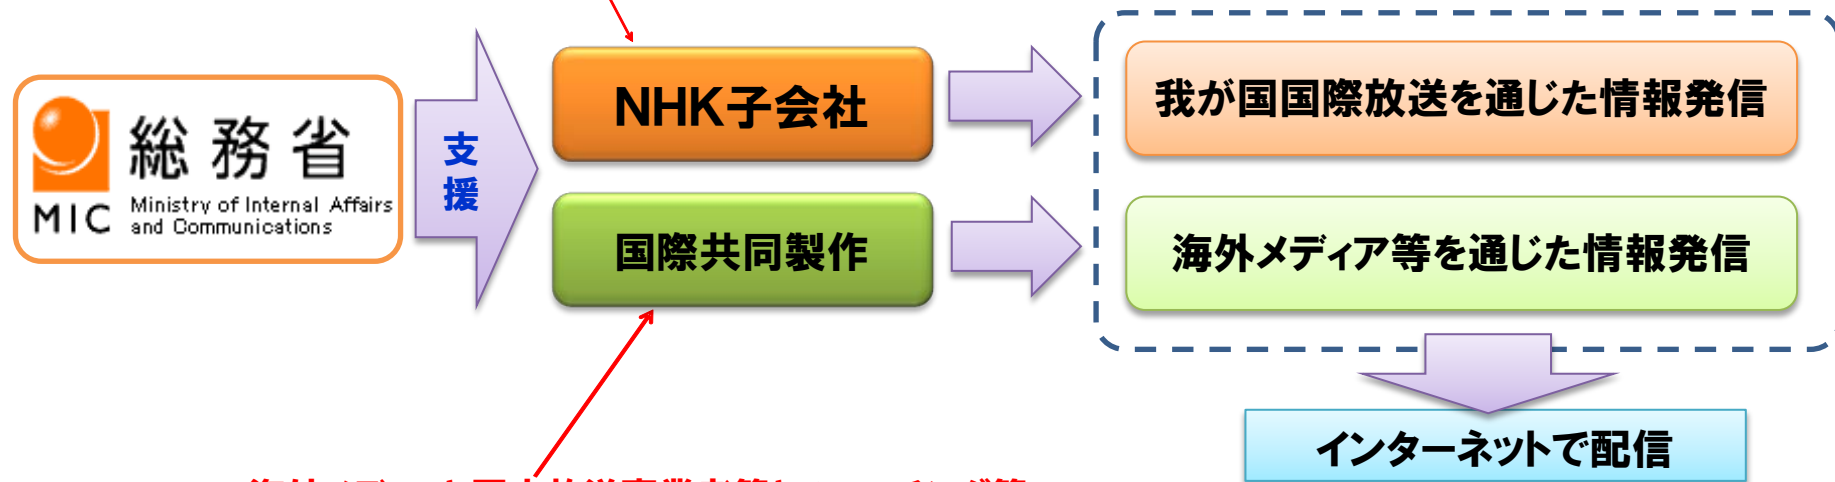 総務省
MIC
Ministry of Internal Affairs
and Communications
支援
NHK子会社
国際共同製作
我が国国際放送を通じた情報発信
海外メディア等を通じた情報発信
インターネットで配信